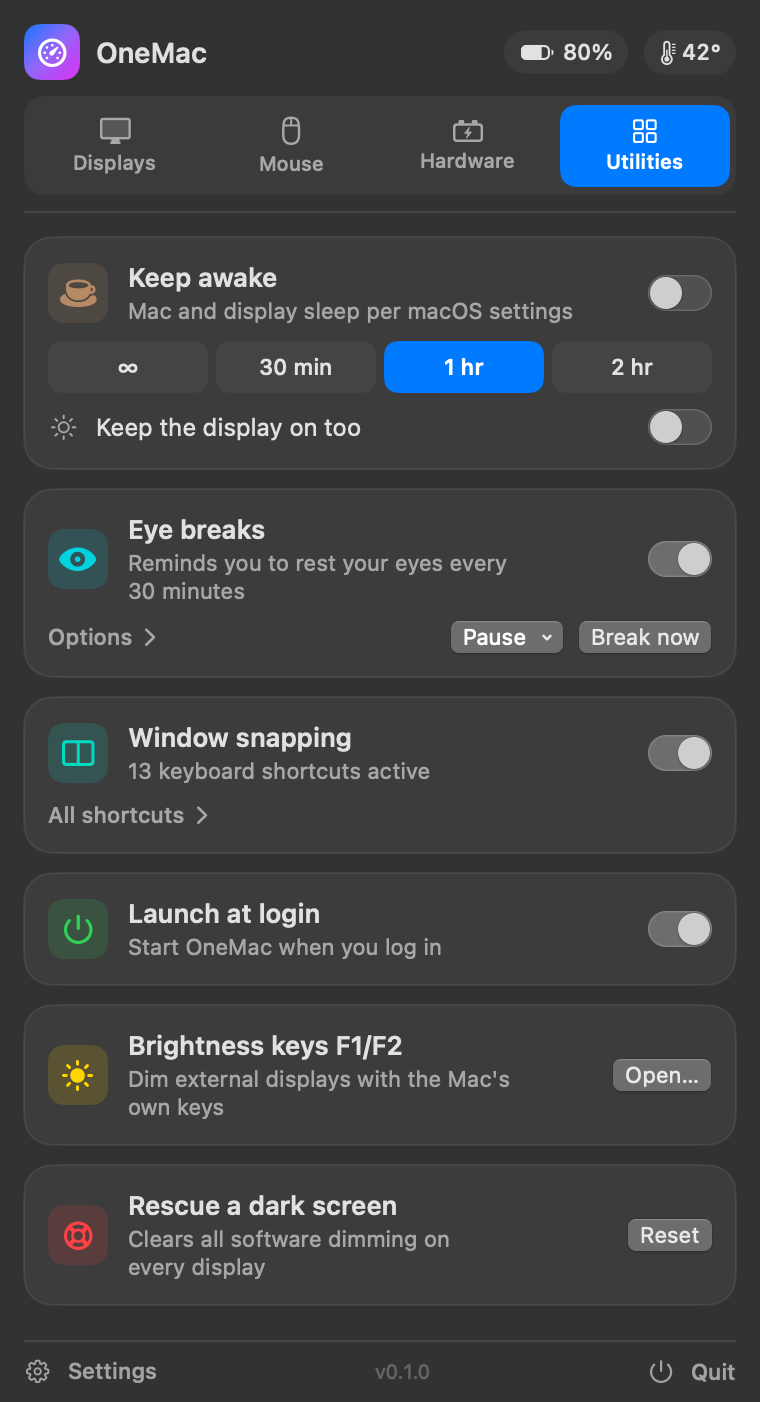 OneMac
80%
42°
Displays
Mouse
Hardware
Utilities
Keep awake
Mac and display sleep per macOS settings
∞
30 min
1 hr
2 hr
Keep the display on too
Eye breaks
Reminds you to rest your eyes every
30 minutes
Options
Pause
Break now
Window snapping
13 keyboard shortcuts active
All shortcuts
Launch at login
Start OneMac when you log in
Brightness keys F1/F2
Dim external displays with the Mac's
own keys
Open...
Rescue a dark screen
Clears all software dimming on
every display
Reset
Settings
v0.1.0
Quit